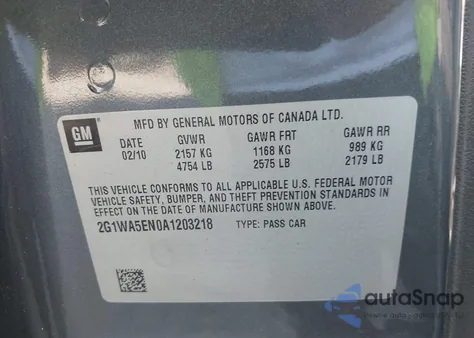 GM
MFD BY GENERAL MOTORS OF CANADA LTD.
DATE GVWR GAWR FRT GAWR RR
02/10 2157 KG 1168 KG 989 KG
4754 LB 2575 LB 2179 LB
THIS VEHICLE CONFORMS TO ALL APPLICABLE U.S. FEDERAL MOTOR
VEHICLE SAFETY, BUMPER, AND THEFT PREVENTION STANDARDS IN
EFFECT ON THE DATE OF MANUFACTURE SHOWN ABOVE.
2G1WA5EN0A1203218 TYPE: PASS CAR
autoSnap